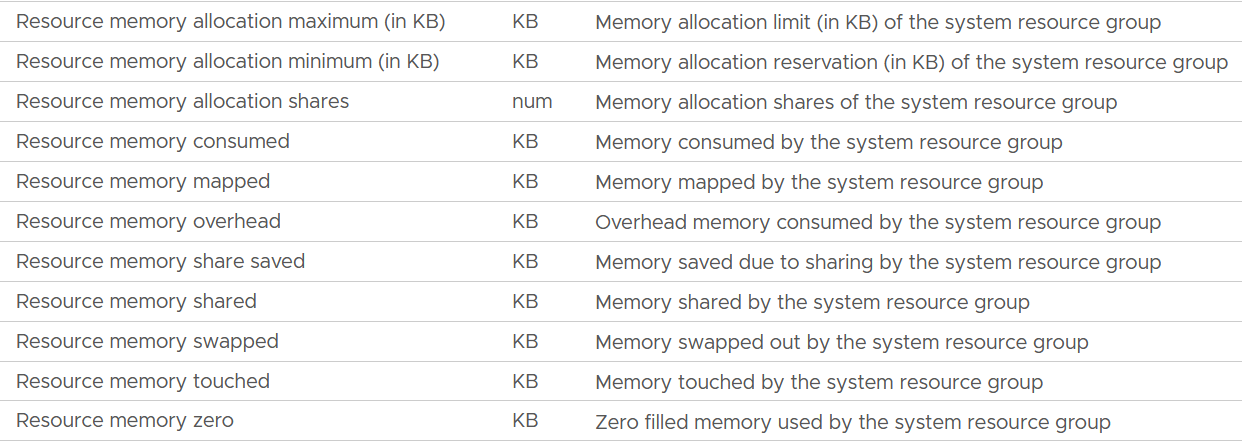 Resource memory allocation maximum (in KB) KB Memory allocation limit (in KB) of the system resource group
Resource memory allocation minimum (in KB) KB Memory allocation reservation (in KB) of the system resource group
Resource memory allocation shares num Memory allocation shares of the system resource group
Resource memory consumed KB Memory consumed by the system resource group
Resource memory mapped KB Memory mapped by the system resource group
Resource memory overhead KB Overhead memory consumed by the system resource group
Resource memory share saved KB Memory saved due to sharing by the system resource group
Resource memory shared KB Memory shared by the system resource group
Resource memory swapped KB Memory swapped out by the system resource group
Resource memory touched KB Memory touched by the system resource group
Resource memory zero KB Zero filled memory used by the system resource group